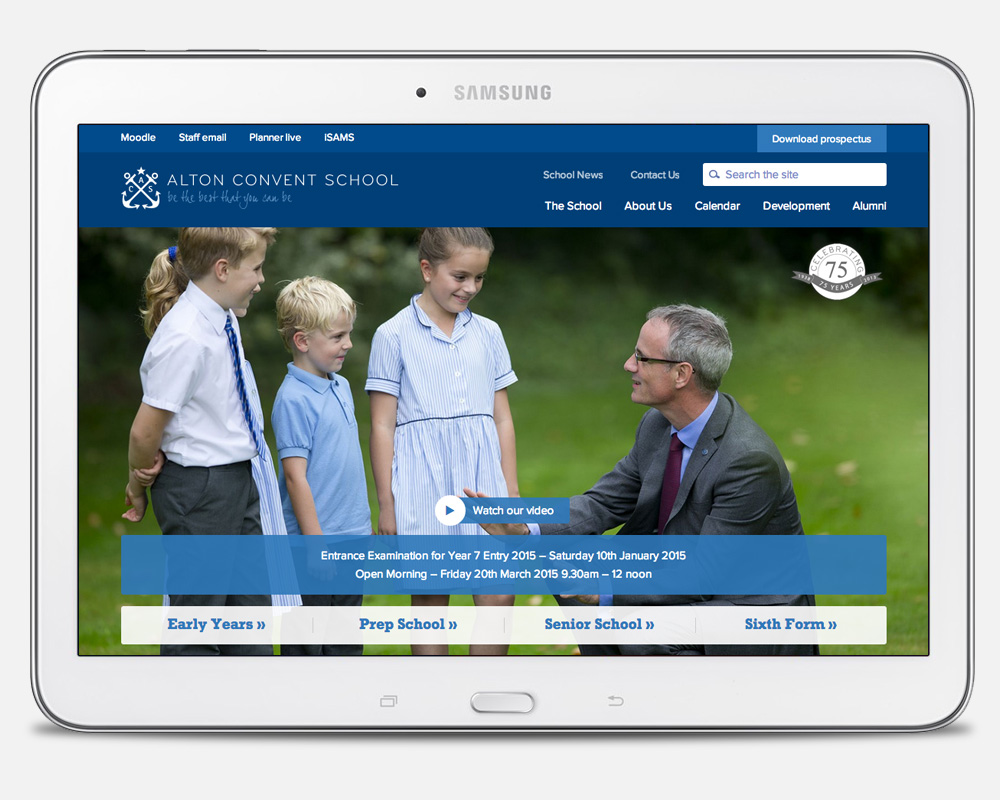 SAMSUNG
Moodle Staff email Planner live iSAMS Download prospectus
School News Contact Us Search the site
C A S
ALTON CONVENT SCHOOL
be the best that you can be
The School About Us Calendar Development Alumni
CELEBRATING
75
1938 75 YEARS 2013
Watch our video
Entrance Examination for Year 7 Entry 2015 – Saturday 10th January 2015
Open Morning – Friday 20th March 2015 9.30am – 12 noon
Early Years » Prep School » Senior School » Sixth Form »